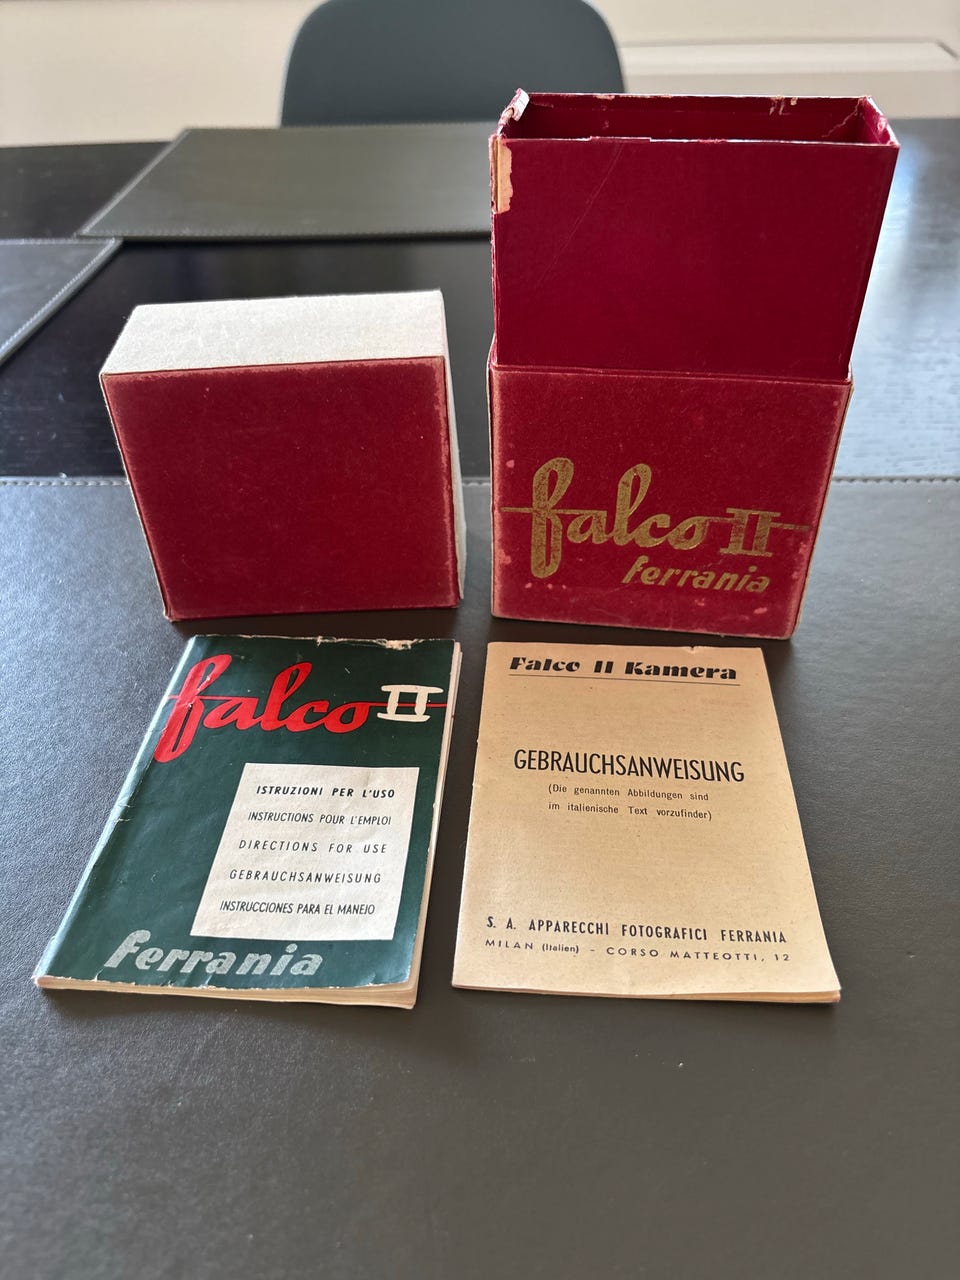 falco II
ferrania
falco II
ISTRUZIONI PER L'USO
INSTRUCTIONS POUR L'EMPLOI
DIRECTIONS FOR USE
GEBRAUCHSANWEISUNG
INSTRUCCIONES PARA EL MANEJO
ferrania
Falco II Kamera
GEBRAUCHSANWEISUNG
(Die genannten Abbildungen sind
im italienische Text vorzufinder)
S. A. APPARECCHI FOTOGRAFICI FERRANIA
MILAN (Italien) - CORSO MATTEOTTI, 12